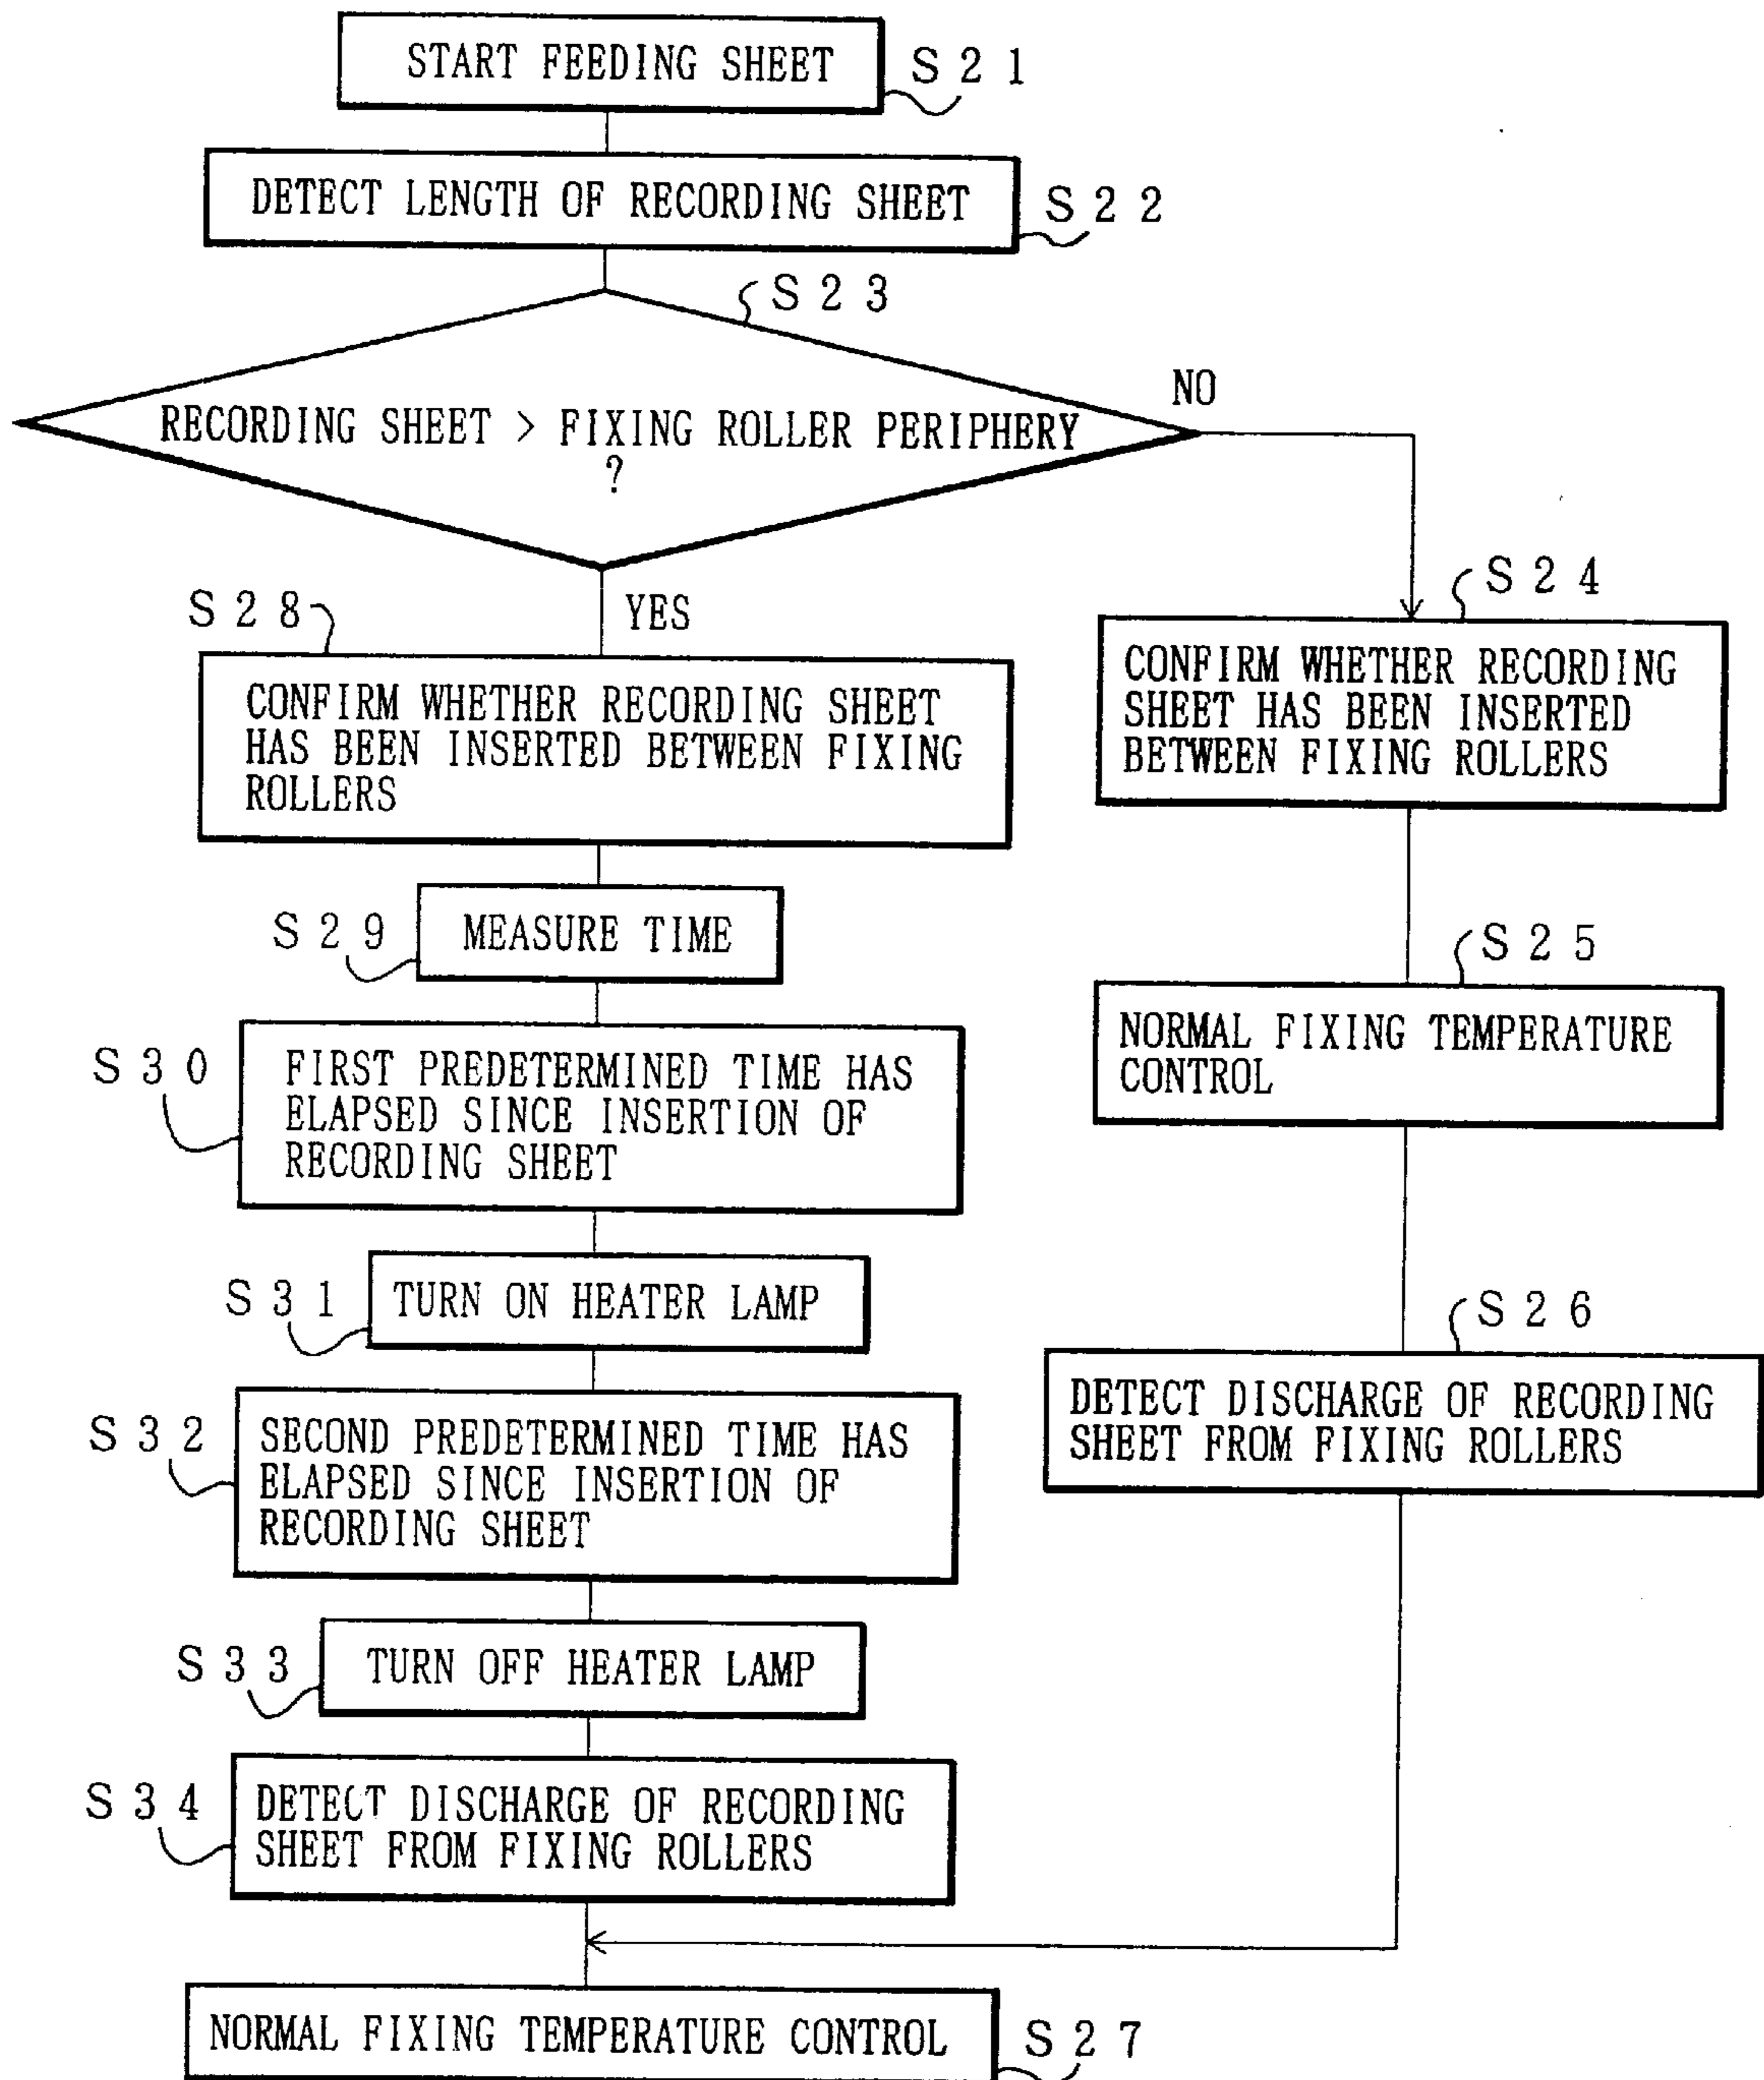 START FEEDING SHEET
S21
DETECT LENGTH OF RECORDING SHEET
S22
S23
RECORDING SHEET > FIXING ROLLER PERIPHERY
?
NO
YES
S24
CONFIRM WHETHER RECORDING
SHEET HAS BEEN INSERTED
BETWEEN FIXING ROLLERS
S25
NORMAL FIXING TEMPERATURE
CONTROL
S26
DETECT DISCHARGE OF RECORDING
SHEET FROM FIXING ROLLERS
S28
CONFIRM WHETHER RECORDING SHEET
HAS BEEN INSERTED BETWEEN FIXING
ROLLERS
S29
MEASURE TIME
S30
FIRST PREDETERMINED TIME HAS
ELAPSED SINCE INSERTION OF
RECORDING SHEET
S31
TURN ON HEATER LAMP
S32
SECOND PREDETERMINED TIME HAS
ELAPSED SINCE INSERTION OF
RECORDING SHEET
S33
TURN OFF HEATER LAMP
S34
DETECT DISCHARGE OF RECORDING
SHEET FROM FIXING ROLLERS
NORMAL FIXING TEMPERATURE CONTROL
S27